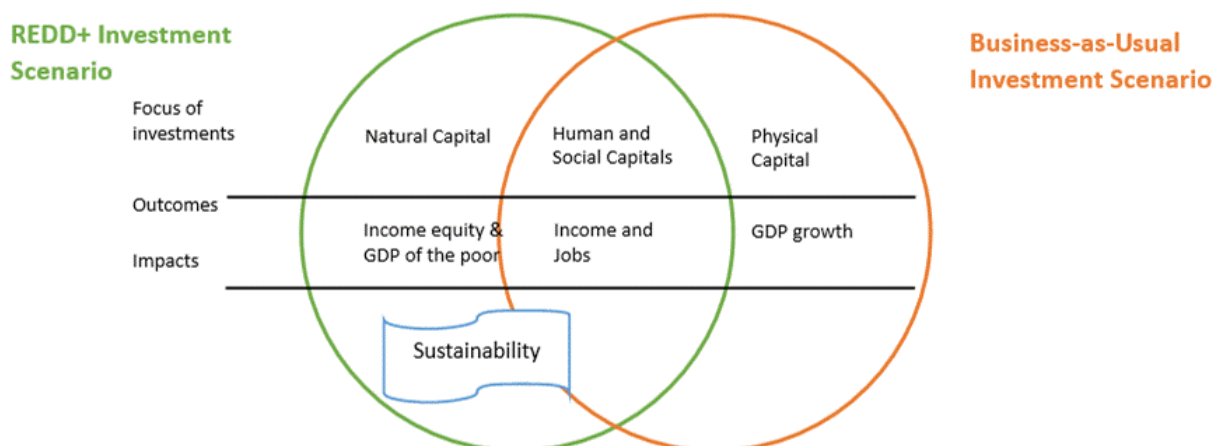 REDD+ Investment
Scenario
Business-as-Usual
Investment Scenario
Focus of
investments
Natural Capital
Human and
Social Capitals
Physical
Capital
Outcomes
Income equity &
GDP of the poor
Income and
Jobs
GDP growth
Impacts
Sustainability